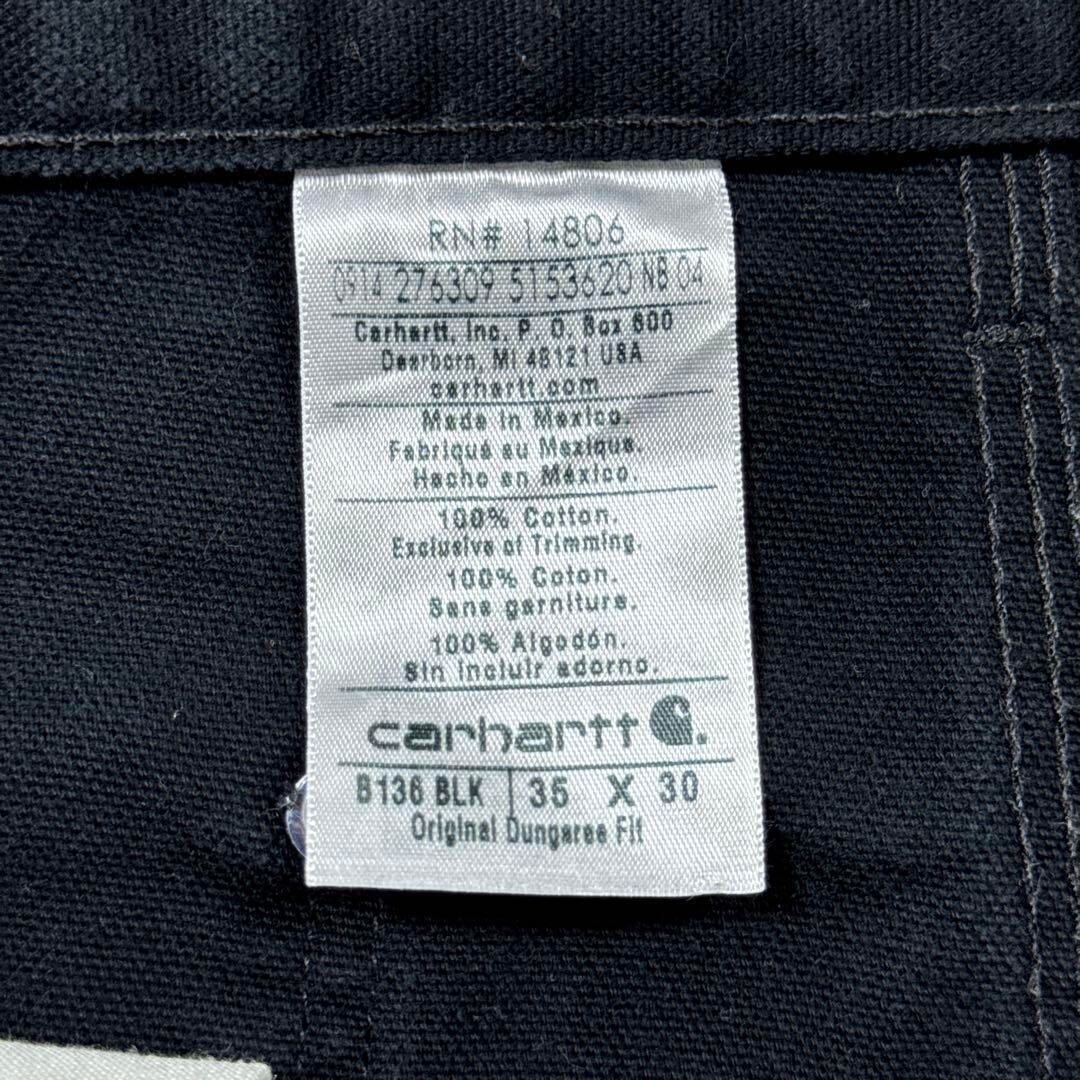 RN# 14806
0914 276309 5153620 NB 04
Carhartt, Inc. P. O. Box 600
Dearborn, MI 48121 USA
carhartt.com
Made in Mexico.
Fabriqué au Mexique.
Hecho en México.
100% Cotton.
Exclusive of Trimming.
100% Coton.
Sans garniture.
100% Algodón.
Sin incluir adorno.
carhartt
B136 BLK 35 X 30
Original Dungaree Fit